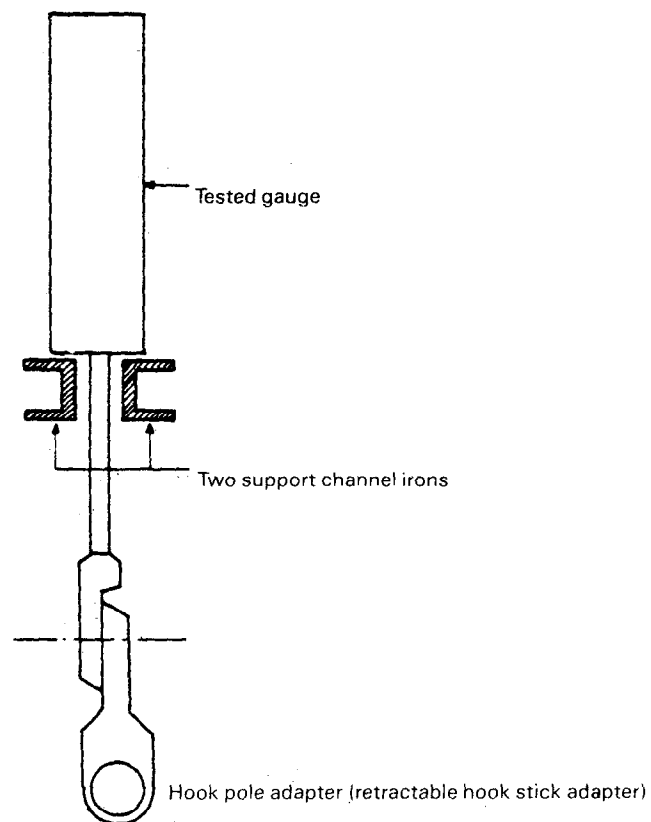 Tested gauge
Two support channel irons
Hook pole adapter (retractable hook stick adapter)